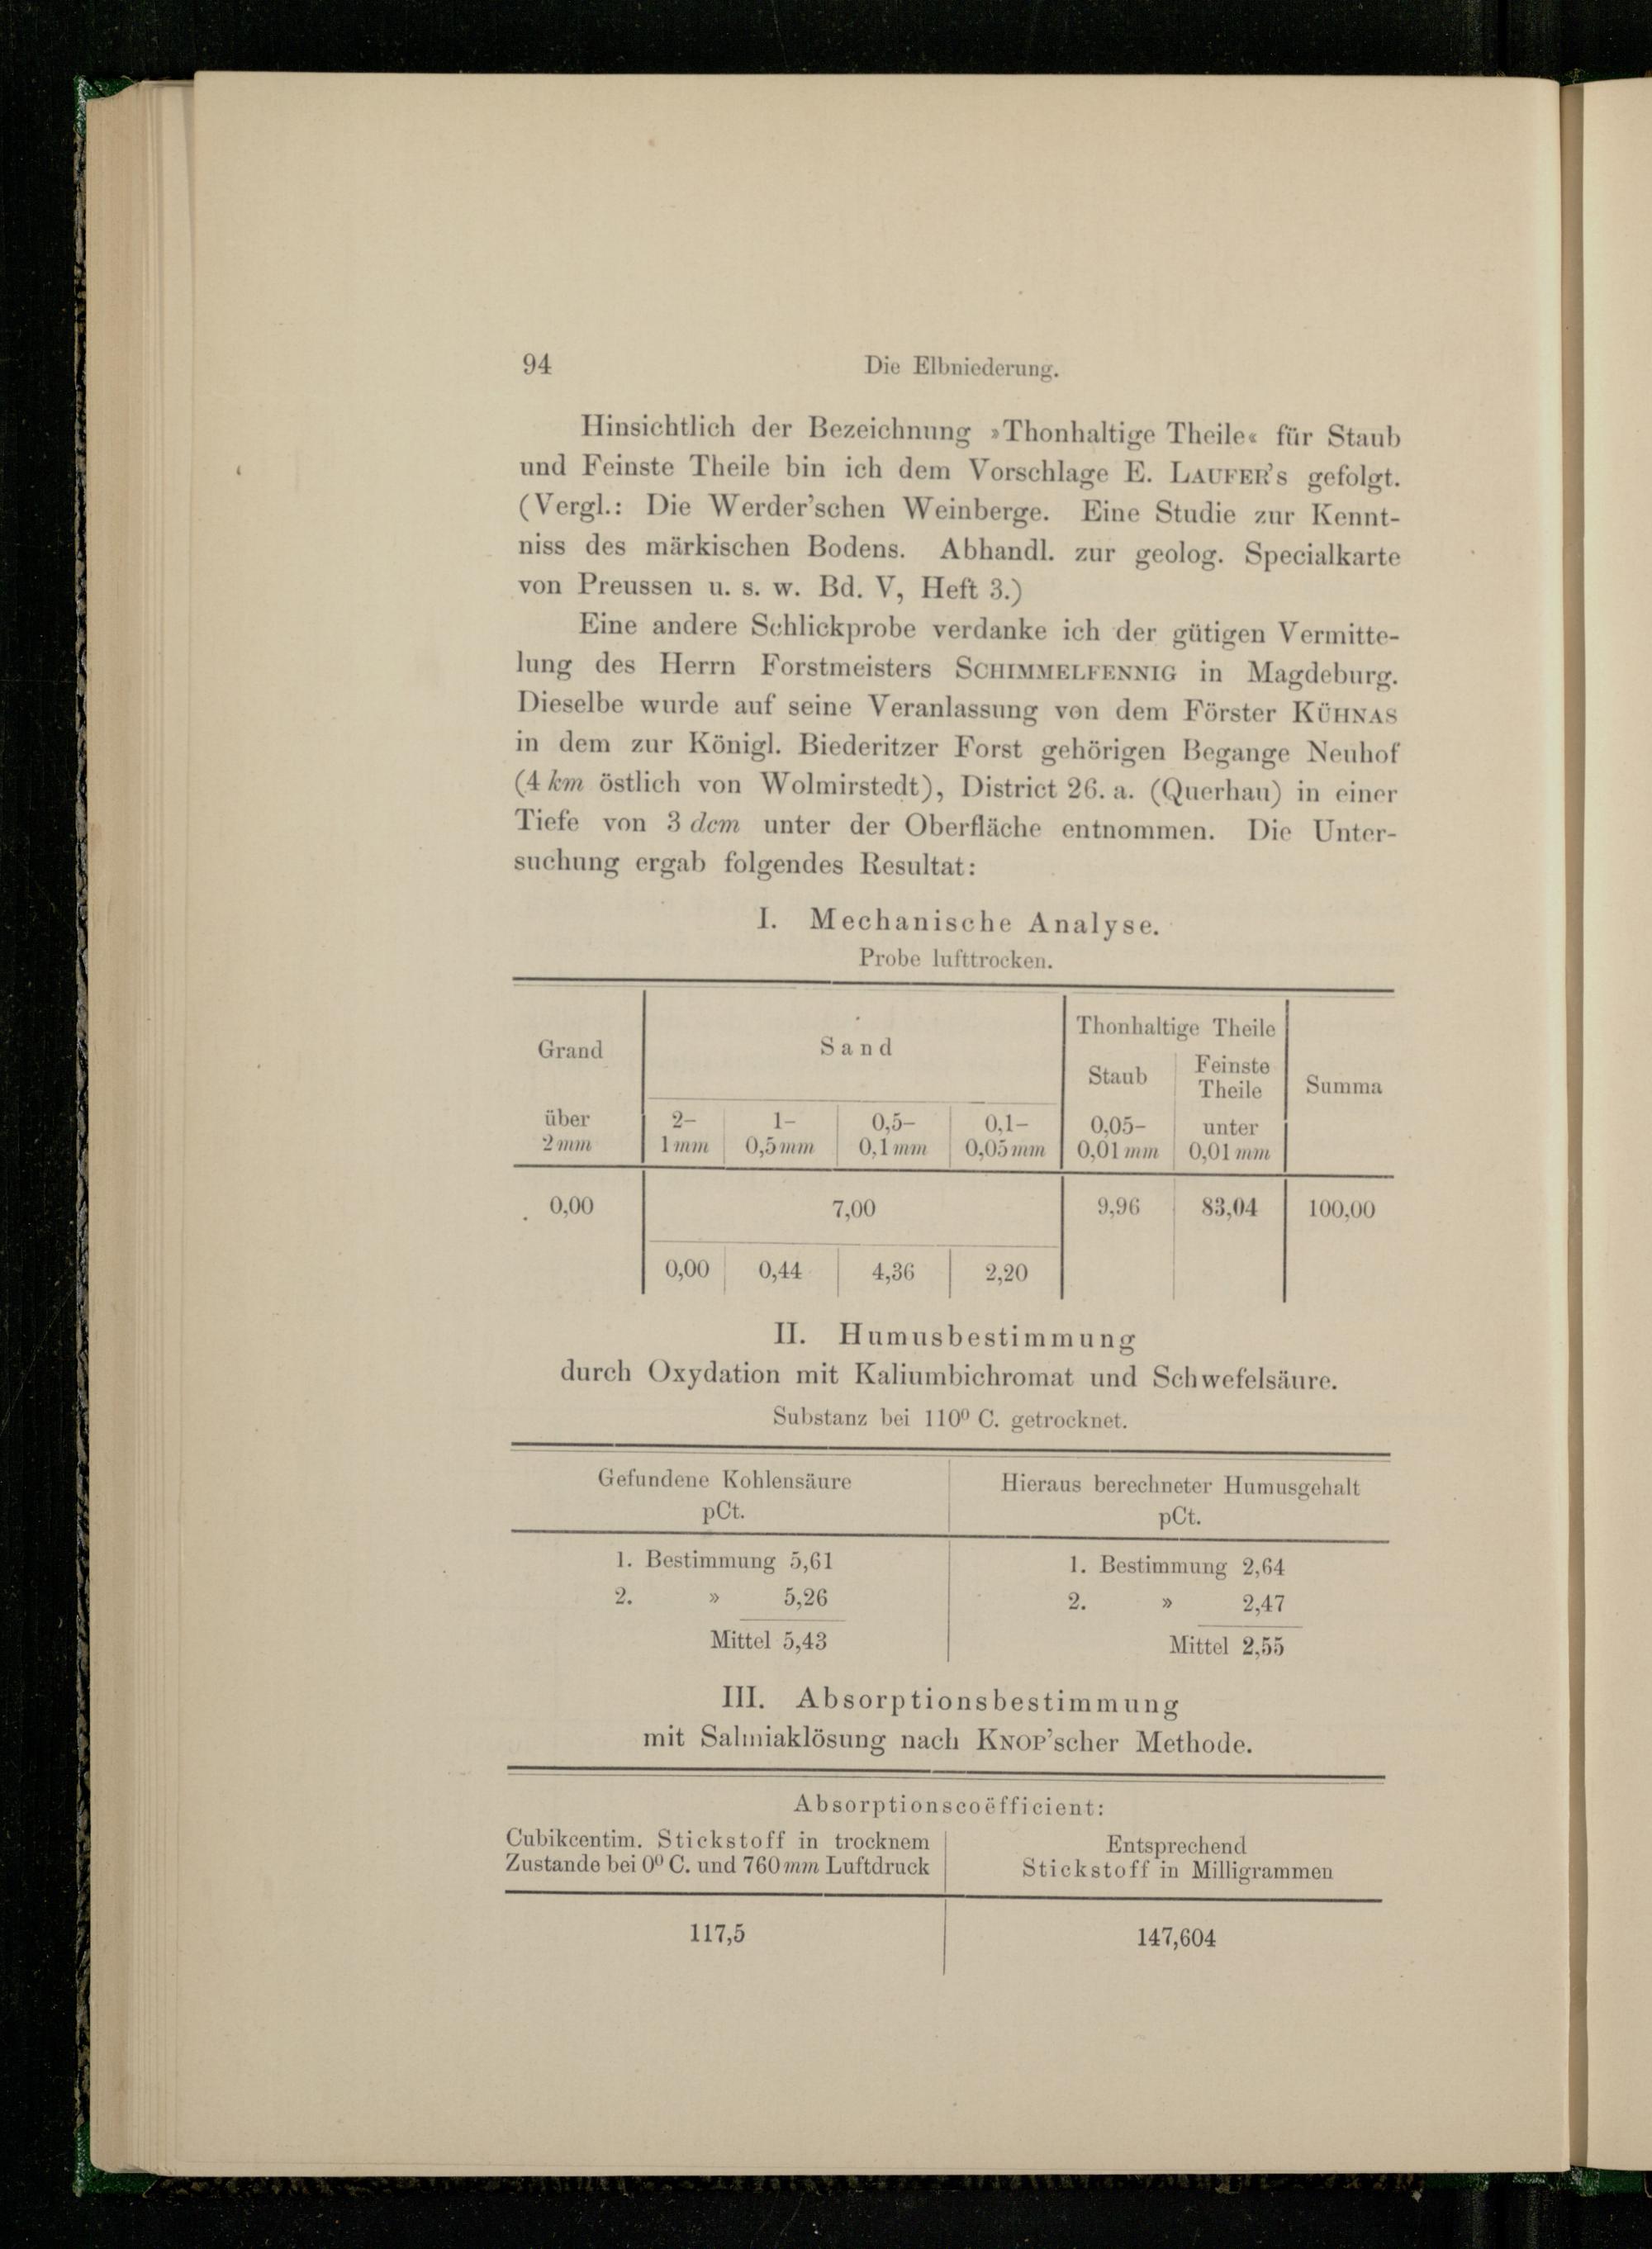 94 Die Elbniederung.
Hinsichtlich der Bezeichnung »Thonhaltige Theile« für Staub
und Feinste Theile bin ich dem Vorschlage E. LAUFER's gefolgt.
(Vergl.: Die Werder'schen Weinberge. Eine Studie zur Kennt-
niss des märkischen Bodens. Abhandl. zur geolog. Specialkarte
von Preussen u. s. w. Bd. V, Heft 3.)
Eine andere Schlickprobe verdanke ich der gütigen Vermitte-
lung des Herrn Forstmeisters SCHIMMELFENNIG in Magdeburg.
Dieselbe wurde auf seine Veranlassung von dem Förster KÜHNAS
in dem zur Königl. Biederitzer Forst gehörigen Begange Neuhof
(4 km östlich von Wolmirstedt), District 26. a. (Querhau) in einer
Tiefe von 3 dcm unter der Oberfläche entnommen. Die Unter-
suchung ergab folgendes Resultat:
I. Mechanische Analyse.
Probe lufttrocken.
Thonhaltige Theile
Grand Sand
Staub Feinste Theile Summa
über 2- 1- 0,5- 0,1- 0,05- unter
2 mm 1 mm 0,5 mm 0,1 mm 0,05 mm 0,01 mm 0,01 mm
0,00 7,00 9,96 83,04 100,00
0,00 0,44 4,36 2,20
II. Humusbestimmung
durch Oxydation mit Kaliumbichromat und Schwefelsäure.
Substanz bei 110⁰ C. getrocknet.
Gefundene Kohlensäure Hieraus berechneter Humusgehalt
pCt. pCt.
1. Bestimmung 5,61 1. Bestimmung 2,64
2. » 5,26 2. » 2,47
Mittel 5,43 Mittel 2,55
III. Absorptionsbestimmung
mit Salmiaklösung nach KNOP'scher Methode.
Absorptionscoëfficient:
Cubikcentim. Stickstoff in trocknem Entsprechend
Zustande bei 0⁰ C. und 760 mm Luftdruck Stickstoff in Milligrammen
117,5 147,604